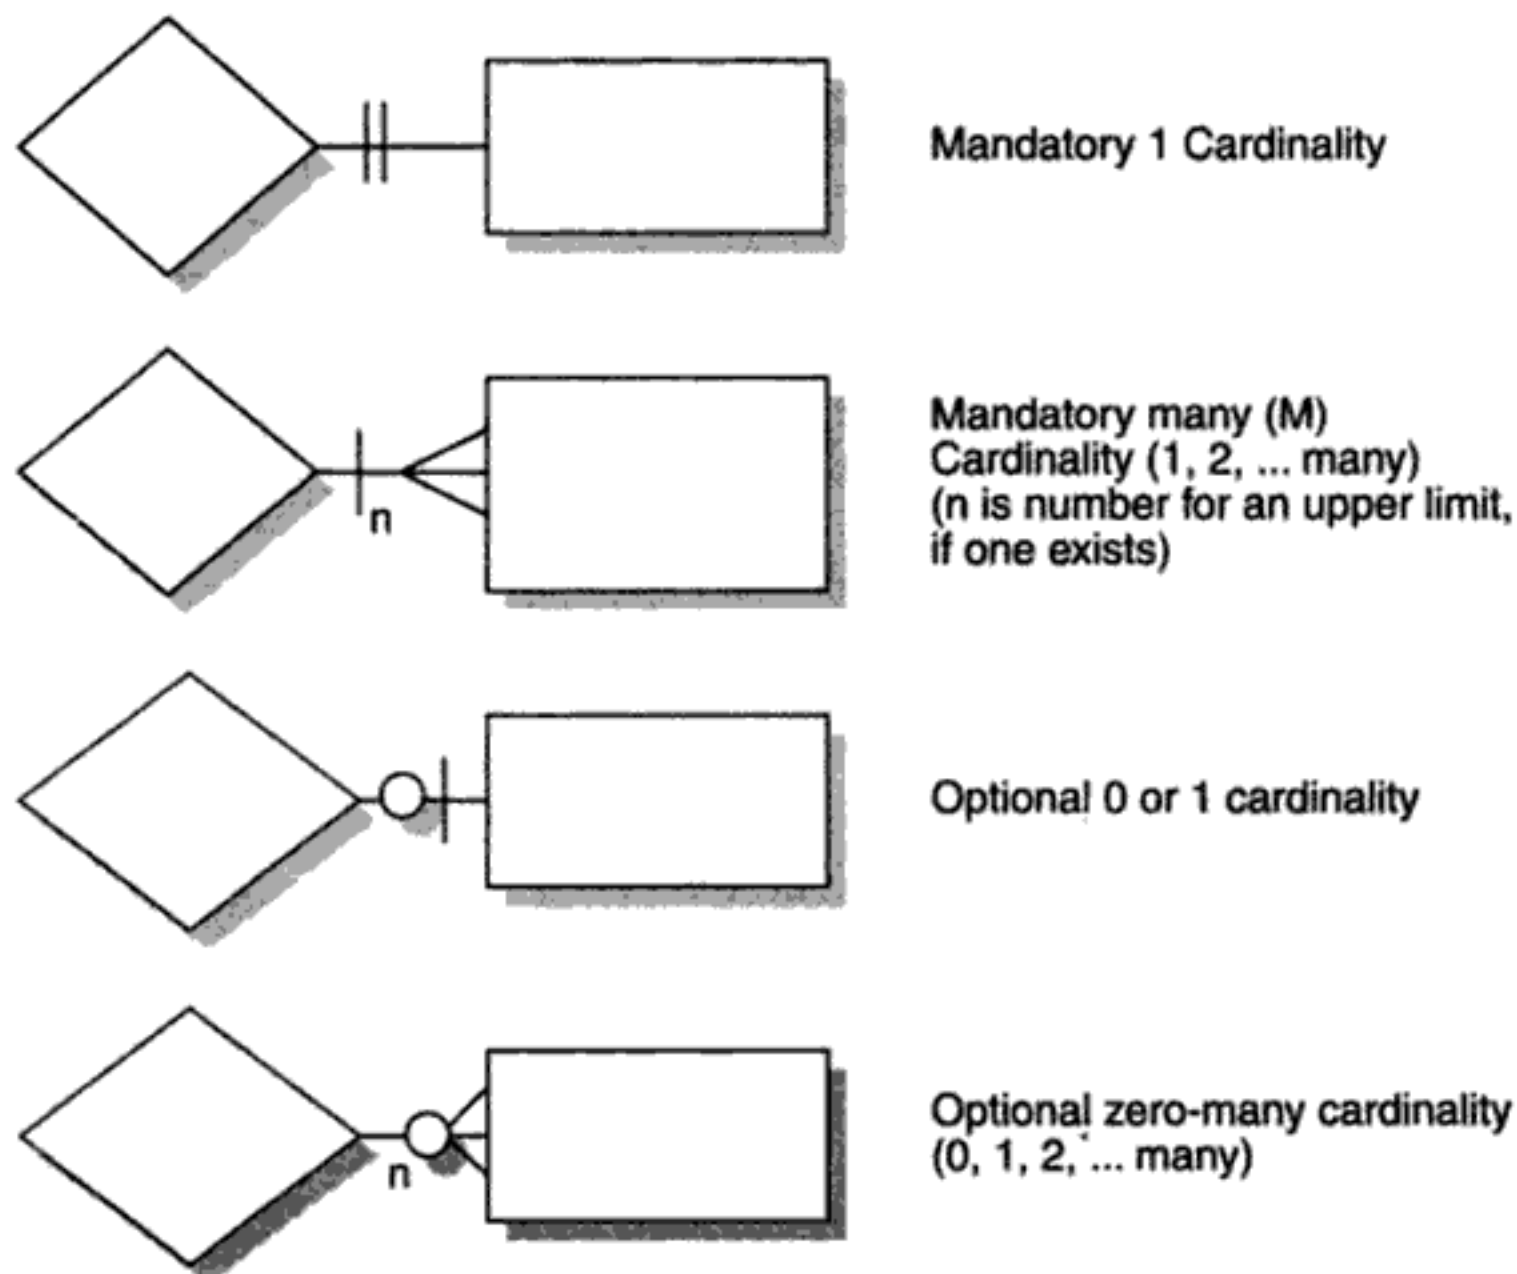 Mandatory 1 Cardinality
n
Mandatory many (M)
Cardinality (1, 2, ... many)
(n is number for an upper limit,
if one exists)
Optional 0 or 1 cardinality
n
Optional zero-many cardinality
(0, 1, 2, ... many)